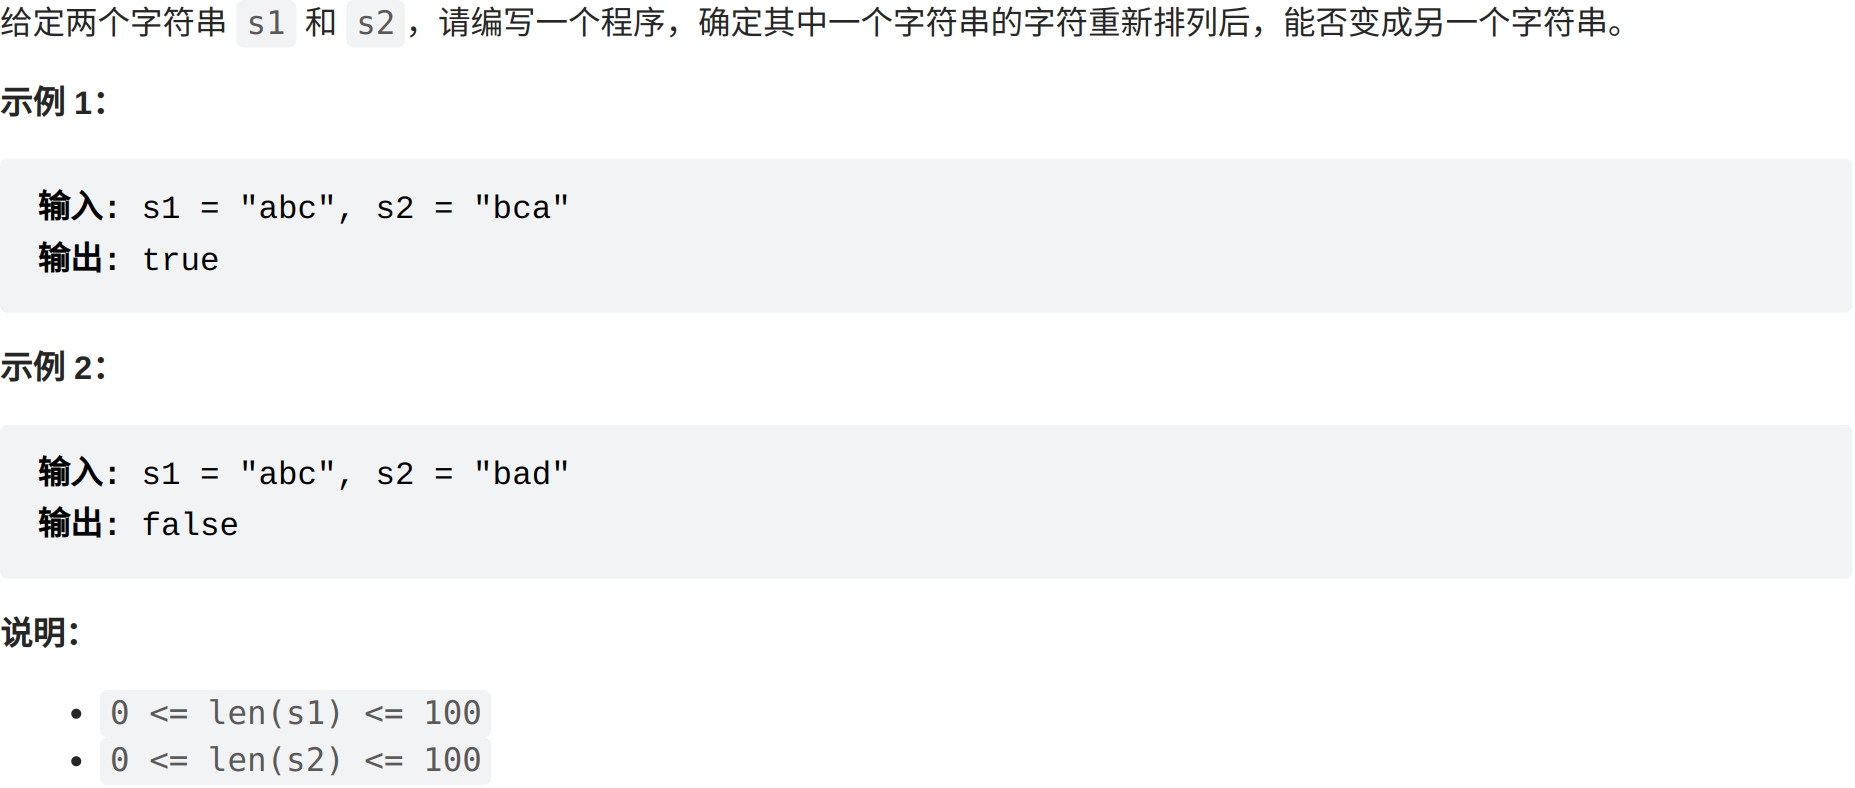 给定两个字符串 s1 和 s2，请编写一个程序，确定其中一个字符串的字符重新排列后，能否变成另一个字符串。
示例 1：
输入: s1 = "abc", s2 = "bca"
输出: true
示例 2：
输入: s1 = "abc", s2 = "bad"
输出: false
说明：
• 0 <= len(s1) <= 100
• 0 <= len(s2) <= 100